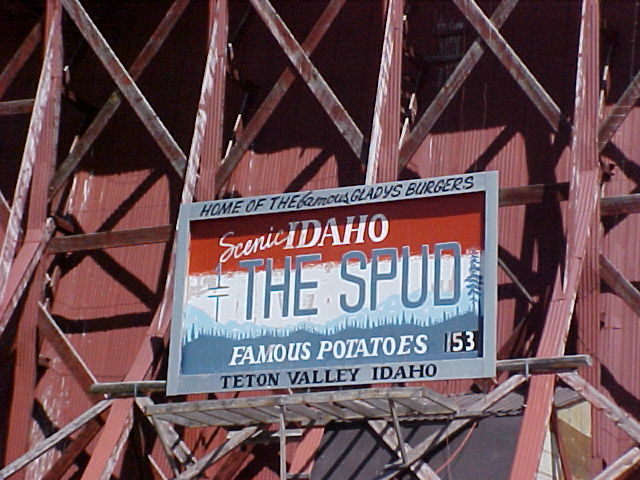 HOME OF THE famous GLADYS BURGERS
Scenic IDAHO
THE SPUD
FAMOUS POTATOES 53
TETON VALLEY IDAHO